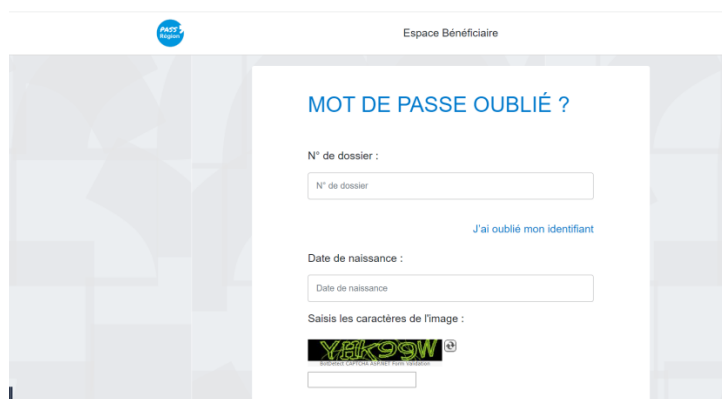 PASS'
Région
Espace Bénéficiaire
MOT DE PASSE OUBLIÉ ?
N° de dossier :
N° de dossier
J'ai oublié mon identifiant
Date de naissance :
Date de naissance
Saisis les caractères de l'image :
BotDetect CAPTCHA ASP.NET Form Validation